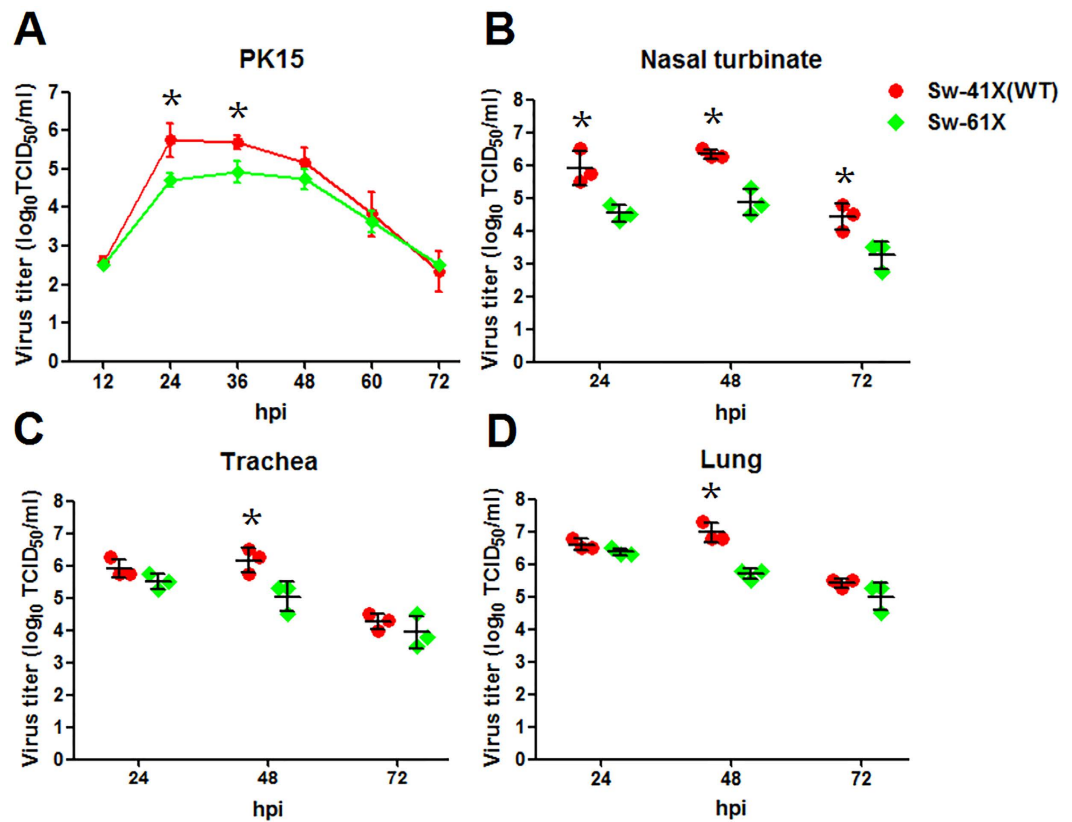 A
PK15
Virus titer (log10 TCID50/ml)
7
6
5
4
3
2
1
0
* *
12 24 36 48 60 72
hpi
B
Nasal turbinate
Virus titer (log10 TCID50/ml)
8
7
6
5
4
3
2
1
0
* * *
24 48 72
hpi
Sw-41X(WT)
Sw-61X
C
Trachea
Virus titer (log10 TCID50/ml)
8
7
6
5
4
3
2
1
0
*
24 48 72
hpi
D
Lung
Virus titer (log10 TCID50/ml)
8
7
6
5
4
3
2
1
0
*
24 48 72
hpi